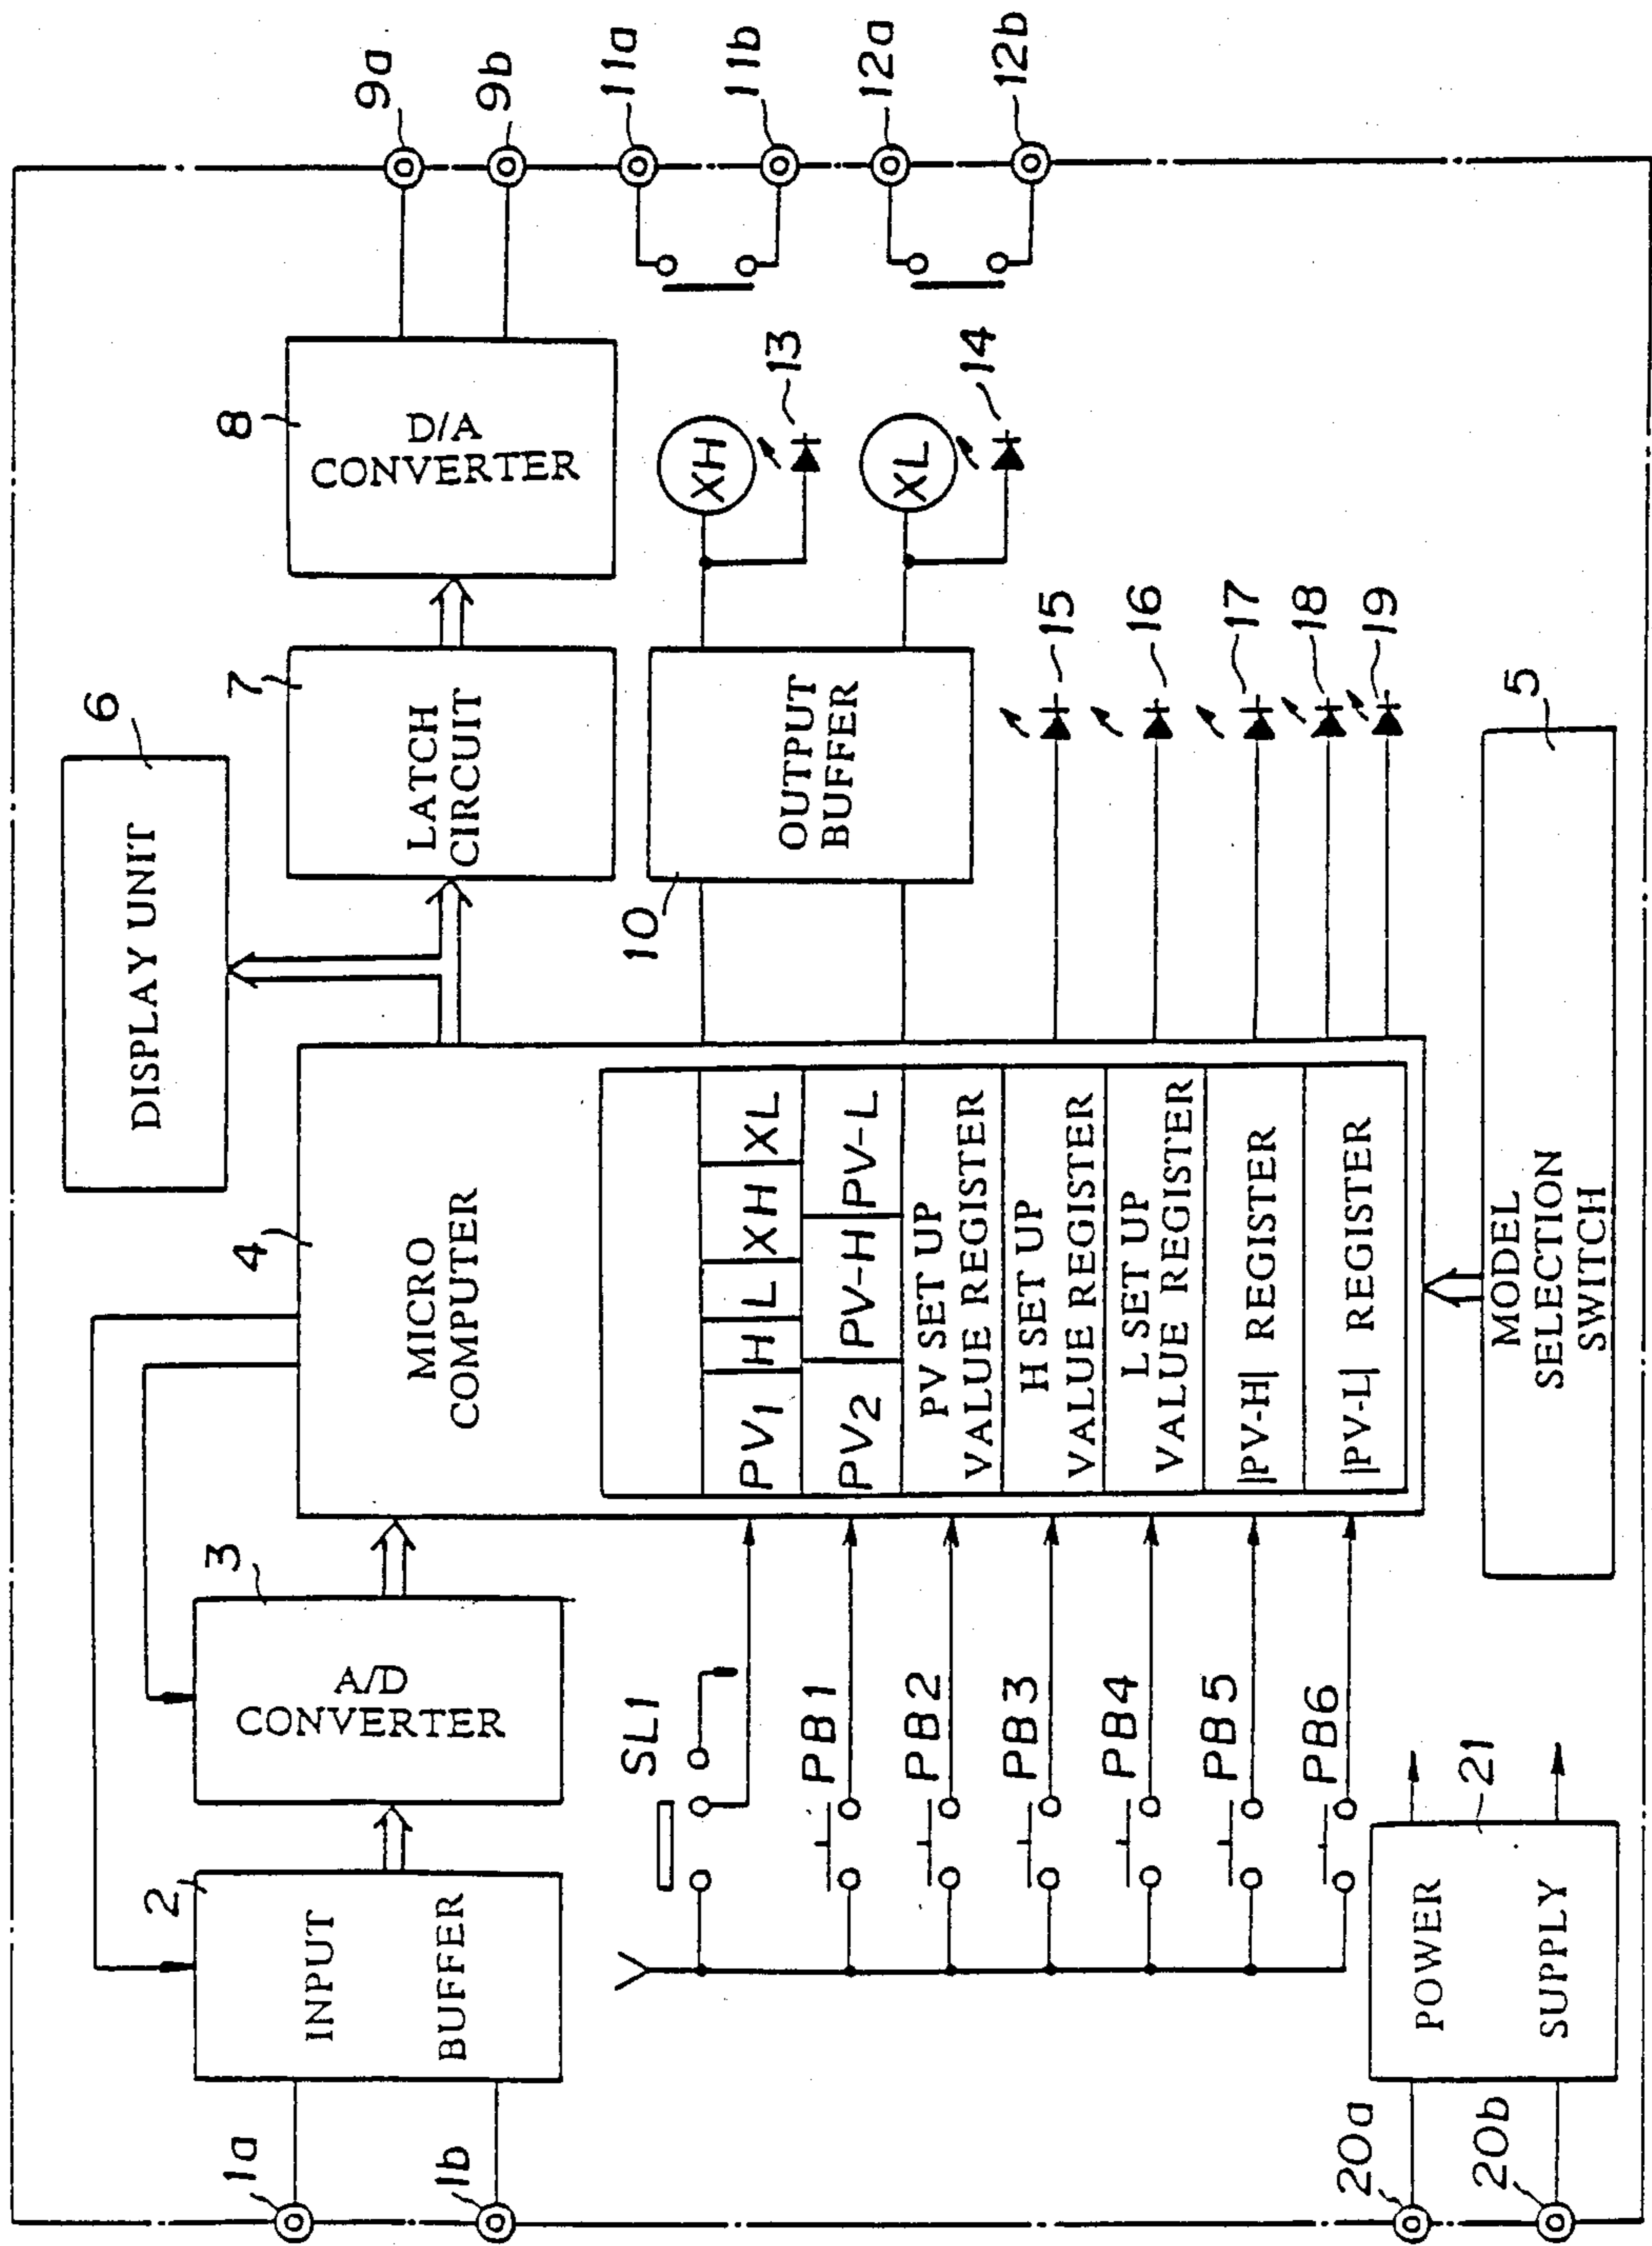 1a
1b
2
INPUT
BUFFER
3
A/D
CONVERTER
4
MICRO
COMPUTER
PV1 H L XH XL
PV2 PV-H PV-L
PV SET UP
VALUE REGISTER
H SET UP
VALUE REGISTER
L SET UP
VALUE REGISTER
|PV-H| REGISTER
|PV-L| REGISTER
6
DISPLAY UNIT
7
LATCH
CIRCUIT
8
D/A
CONVERTER
9a
9b
10
OUTPUT
BUFFER
XH
13
XL
14
11a
11b
12a
12b
15
16
17
18
19
SL1
PB1
PB2
PB3
PB4
PB5
PB6
20a
20b
21
POWER
SUPPLY
5
MODEL
SELECTION
SWITCH